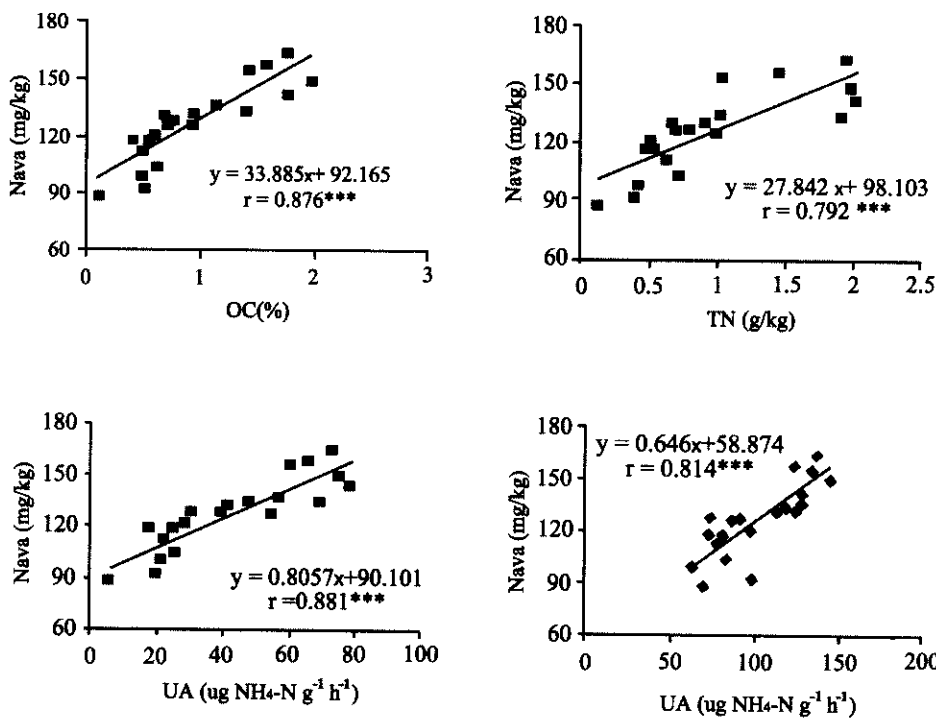 Nava (mg/kg)
180
150
120
90
60
y = 33.885x+ 92.165
r = 0.876***
0 1 2 3
OC(%)
Nava (mg/kg)
180
150
120
90
60
y = 27.842 x+ 98.103
r = 0.792 ***
0 0.5 1 1.5 2 2.5
TN (g/kg)
Nava (mg/kg)
180
150
120
90
60
y = 0.8057x+90.101
r =0.881***
0 20 40 60 80 100
UA (ug NH₄-N g⁻¹ h⁻¹)
Nava (mg/kg)
180
150
120
90
60
y = 0.646x+58.874
r = 0.814***
0 50 100 150 200
UA (ug NH₄-N g⁻¹ h⁻¹)